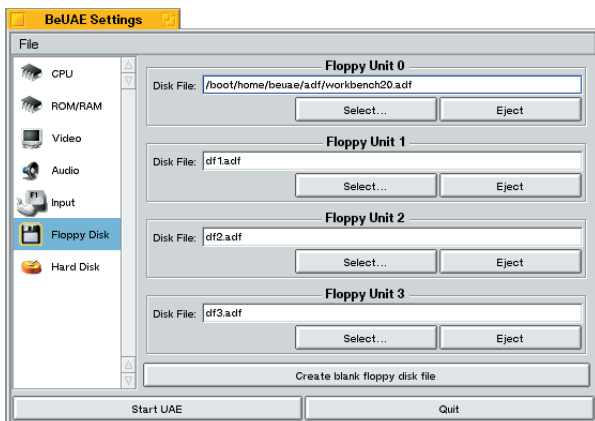 BeUAE Settings
File
CPU
ROM/RAM
Video
Audio
F1
Input
Floppy Disk
Hard Disk
Floppy Unit 0
Disk File: /boot/home/beuae/adf/workbench20.adf
Select... Eject
Floppy Unit 1
Disk File: df1.adf
Select... Eject
Floppy Unit 2
Disk File: df2.adf
Select... Eject
Floppy Unit 3
Disk File: df3.adf
Select... Eject
Create blank floppy disk file
Start UAE Quit